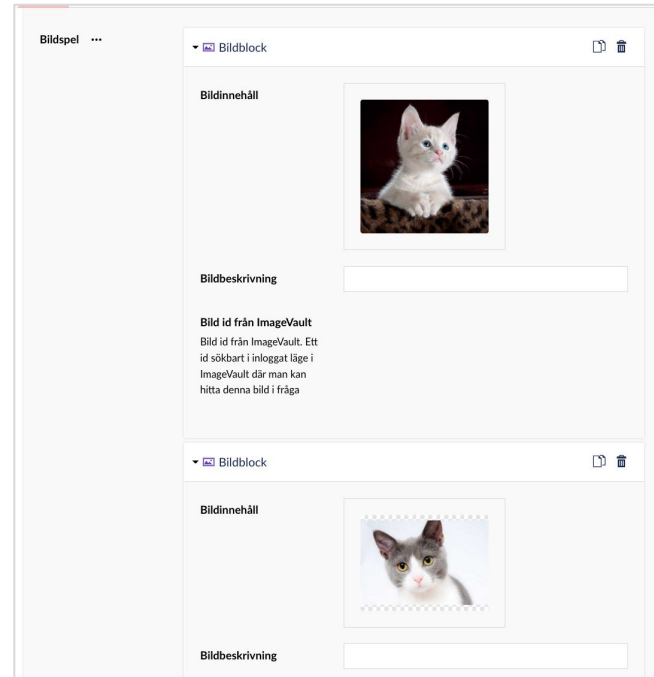 Bildspel ...
Bildblock
Bildinnehåll
Bildbeskrivning
Bild id från ImageVault
Bild id från ImageVault. Ett
id sökbart i inloggat läge i
ImageVault där man kan
hitta denna bild i fråga
Bildblock
Bildinnehåll
Bildbeskrivning